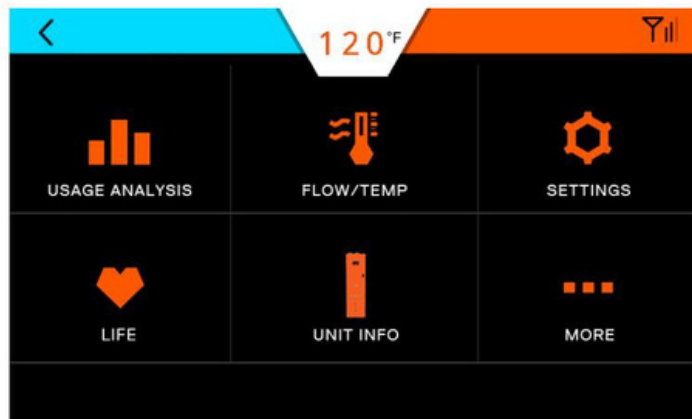 120°F
USAGE ANALYSIS
FLOW/TEMP
SETTINGS
LIFE
UNIT INFO
MORE